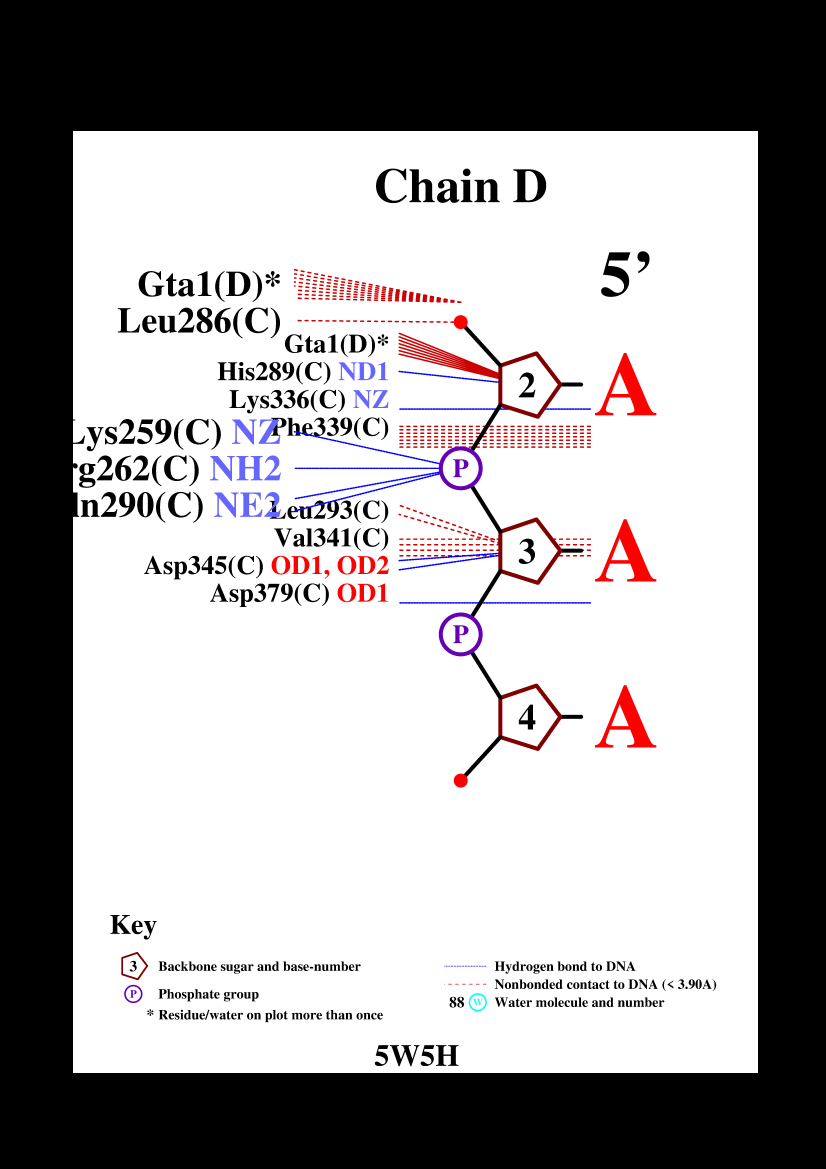 Chain D
5’
Gta1(D)*
Leu286(C)
Gta1(D)*
His289(C) ND1
2
A
Lys336(C) NZ
Phe339(C)
Lys259(C) NZ
P
rg262(C) NH2
ln290(C) NE2
Leu293(C)
Val341(C)
3
A
Asp345(C) OD1, OD2
Asp379(C) OD1
P
4
A
Key
3 Backbone sugar and base-number
P Phosphate group
* Residue/water on plot more than once
Hydrogen bond to DNA
Nonbonded contact to DNA (< 3.90A)
88 W Water molecule and number
5W5H